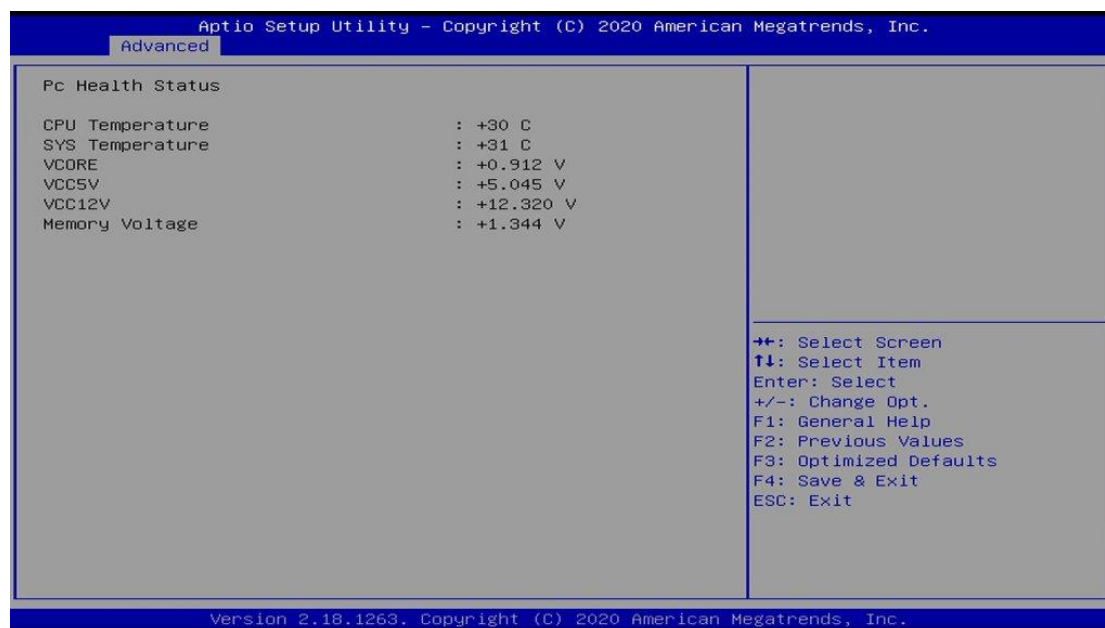 Aptio Setup Utility – Copyright (C) 2020 American Megatrends, Inc.
Advanced
Pc Health Status
CPU Temperature : +30 C
SYS Temperature : +31 C
VCORE : +0.912 V
VCC5V : +5.045 V
VCC12V : +12.320 V
Memory Voltage : +1.344 V
→←: Select Screen
↑↓: Select Item
Enter: Select
+/-: Change Opt.
F1: General Help
F2: Previous Values
F3: Optimized Defaults
F4: Save & Exit
ESC: Exit
Version 2.18.1263. Copyright (C) 2020 American Megatrends, Inc.